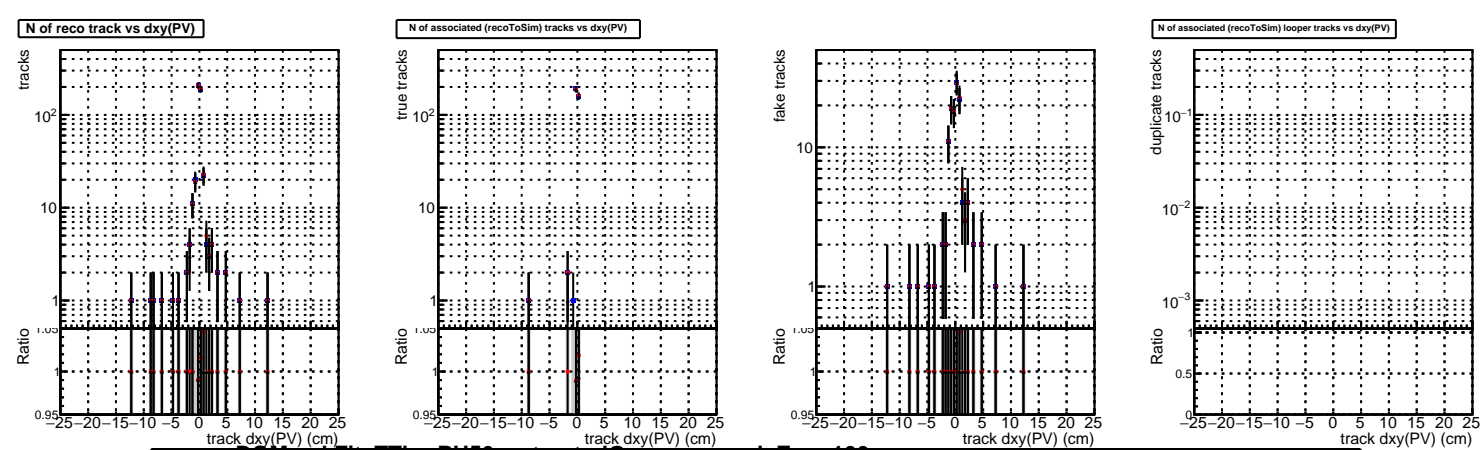 N of reco track vs dxy(PV)
tracks
10²
10
1
Ratio
1.05
1
0.95
−25 −20 −15 −10 −5 0 5 10 15 20 25
track dxy(PV) (cm)
N of associated (recoToSim) tracks vs dxy(PV)
true tracks
10²
10
1
Ratio
1.05
1
0.95
−25 −20 −15 −10 −5 0 5 10 15 20 25
track dxy(PV) (cm)
fake tracks
10
1
Ratio
1.05
1
0.95
−25 −20 −15 −10 −5 0 5 10 15 20 25
track dxy(PV) (cm)
N of associated (recoToSim) looper tracks vs dxy(PV)
duplicate tracks
10⁻¹
10⁻²
10⁻³
Ratio
1
0.5
0
−25 −20 −15 −10 −5 0 5 10 15 20 25
track dxy(PV) (cm)